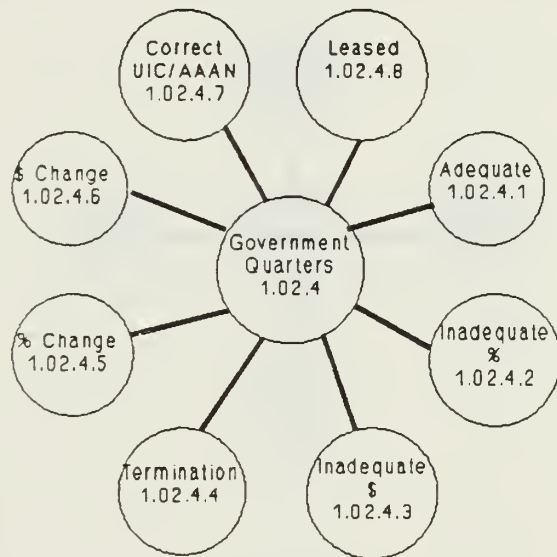 Correct
UIC/AAAN
1.02.4.7
Leased
1.02.4.8
$ Change
1.02.4.6
Adequate
1.02.4.1
Government
Quarters
1.02.4
% Change
1.02.4.5
Inadequate
%
1.02.4.2
Termination
1.02.4.4
Inadequate
$
1.02.4.3